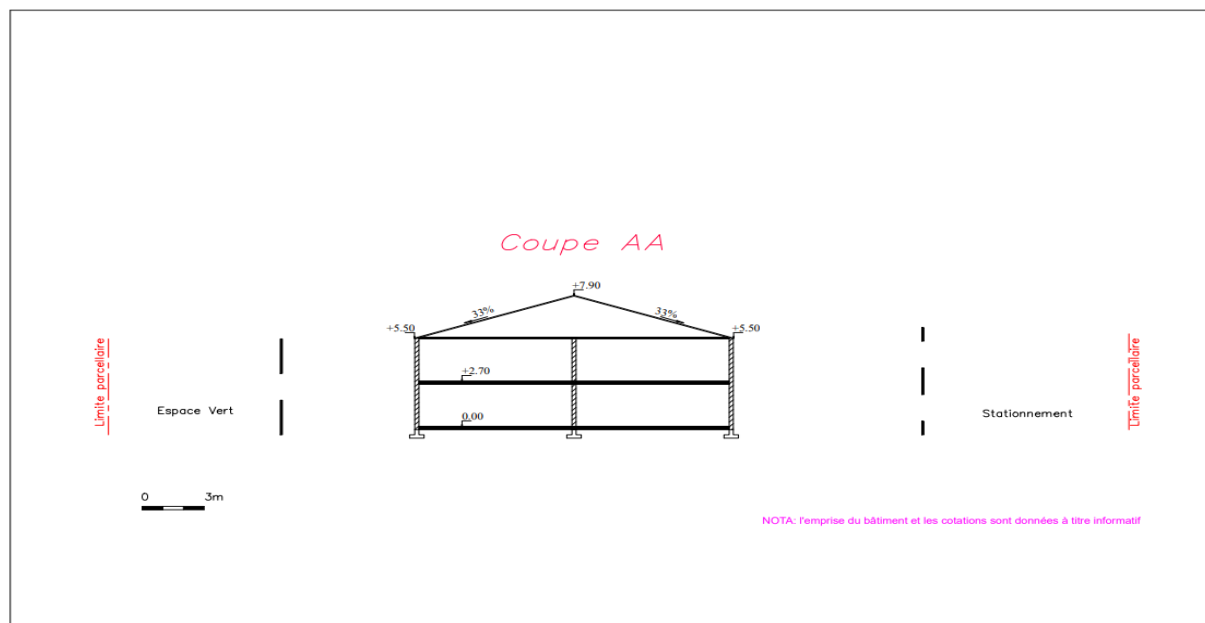 Coupe AA
+7.90
33%
33%
+5.50
+5.50
+2.70
0.00
Limite parcellaire
Espace Vert
Stationnement
Limite parcellaire
0 3m
NOTA: l'emprise du bâtiment et les cotations sont données à titre informatif